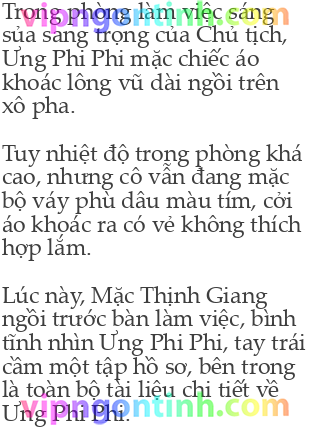 Trong phòng làm việc sáng
sủa sang trọng của Chủ tịch,
Ưng Phi Phi mặc chiếc áo
khoác lông vũ dài ngồi trên
xô pha.
Tuy nhiệt độ trong phòng khá
cao, nhưng cô vẫn đang mặc
bộ váy phù dâu màu tím, cởi
áo khoác ra có vẻ không thích
hợp lắm.
Lúc này, Mặc Thịnh Giang
ngồi trước bàn làm việc, bình
tĩnh nhìn Ưng Phi Phi, tay trái
cầm một tập hồ sơ, bên trong
là toàn bộ tài liệu chi tiết về
Ưng Phi Phi.
vipngontinh.com
vipngontinh.com